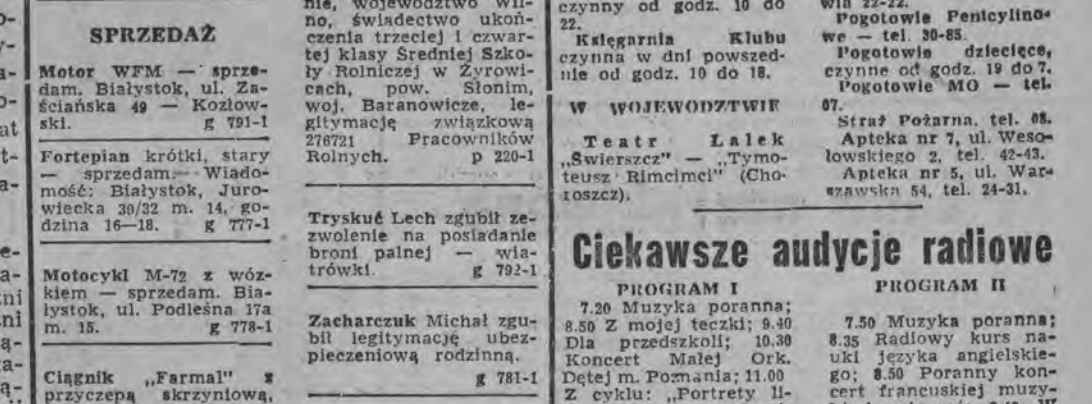 SPRZEDAŻ
Motor WFM — sprze-
dam. Białystok, ul. Za-
ściańska 49 — Kozłow-
ski. g 791-1
Fortepian krótki, stary
— sprzedam. Wiado-
mość: Białystok, Juro-
wiecka 30/32 m. 14, go-
dzina 16—18. g 777-1
Motocykl M-72 z wóz-
kiem — sprzedam. Bia-
łystok, ul. Podleśna 17a
m. 15. g 778-1
Ciągnik „Farmal" z
przyczepą skrzyniową,
nie, województwo Wil-
no, świadectwo ukoń-
czenia trzeciej i czwar-
tej klasy Średniej Szko-
ły Rolniczej w Żyrowi-
cach, pow. Słonim,
woj. Baranowicze, le-
gitymację związkową
276721 Pracowników
Rolnych. p 220-1
Tryskuć Lech zgubił ze-
zwolenie na posiadanie
broni palnej — wia-
trówki. g 792-1
Zacharczuk Michał zgu-
bił legitymację ubez-
pieczeniową rodzinną.
g 781-1
czynny od godz. 10 do
22.
Księgarnia Klubu
czynna w dni powszed-
nie od godz. 10 do 18.
W WOJEWÓDZTWIE
Teatr Lalek
„Świerszcz" — „Tymo-
teusz Rimcimci" (Cho-
roszcz).
22-22.
Pogotowie Penicylino-
we — tel. 30-85.
Pogotowie dziecięce,
czynne od godz. 19 do 7.
Pogotowie MO — tel.
07.
Straż Pożarna, tel. 08.
Apteka nr 7, ul. Weso-
łowskiego 2, tel. 42-43.
Apteka nr 5, ul. War-
szawska 54, tel. 24-31.
Ciekawsze audycje radiowe
PROGRAM I
7.20 Muzyka poranna;
8.50 Z mojej teczki; 9.40
Dla przedszkoli; 10.30
Koncert Małej Ork.
Dętej m. Poznania; 11.00
Z cyklu: „Portrety li-
PROGRAM II
7.50 Muzyka poranna;
8.35 Radiowy kurs na-
uki języka angielskie-
go; 8.50 Poranny kon-
cert francuskiej muzy-